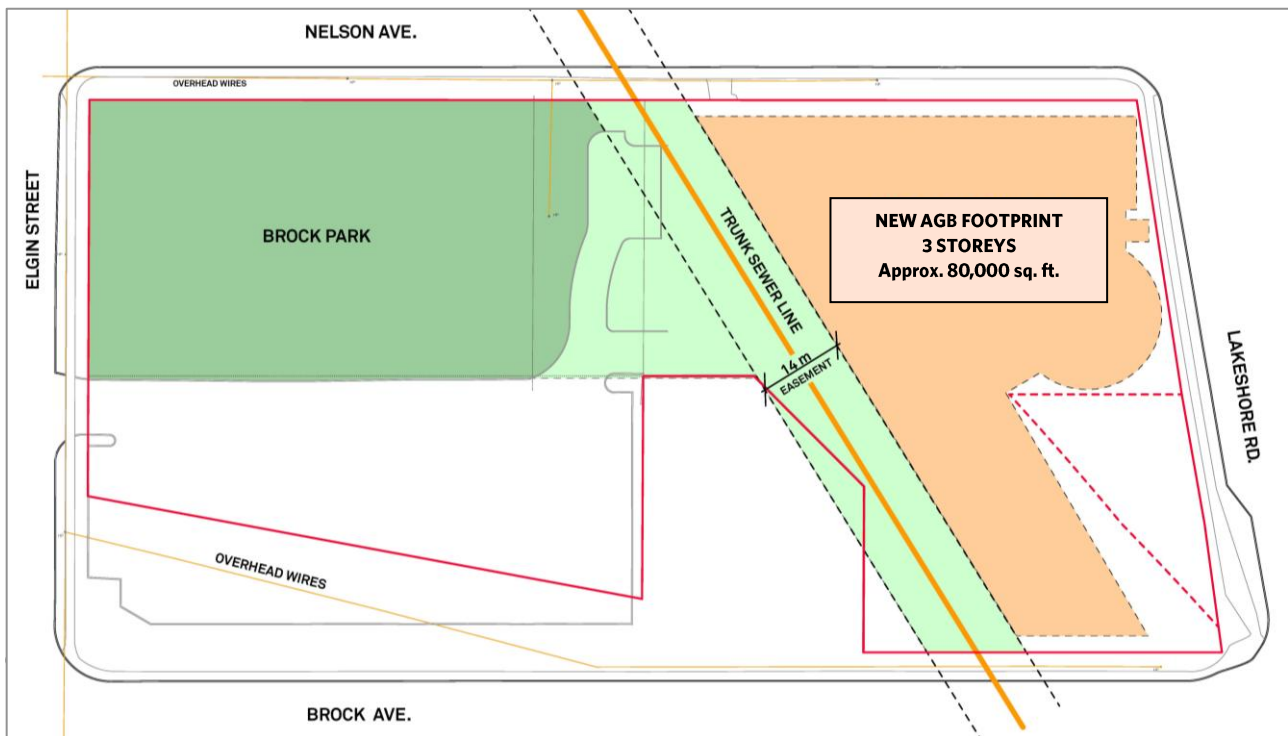 NELSON AVE.
OVERHEAD WIRES
ELGIN STREET
BROCK PARK
TRUNK SEWER LINE
NEW AGB FOOTPRINT
3 STOREYS
Approx. 80,000 sq. ft.
14 m
EASEMENT
LAKESHORE RD.
OVERHEAD WIRES
BROCK AVE.